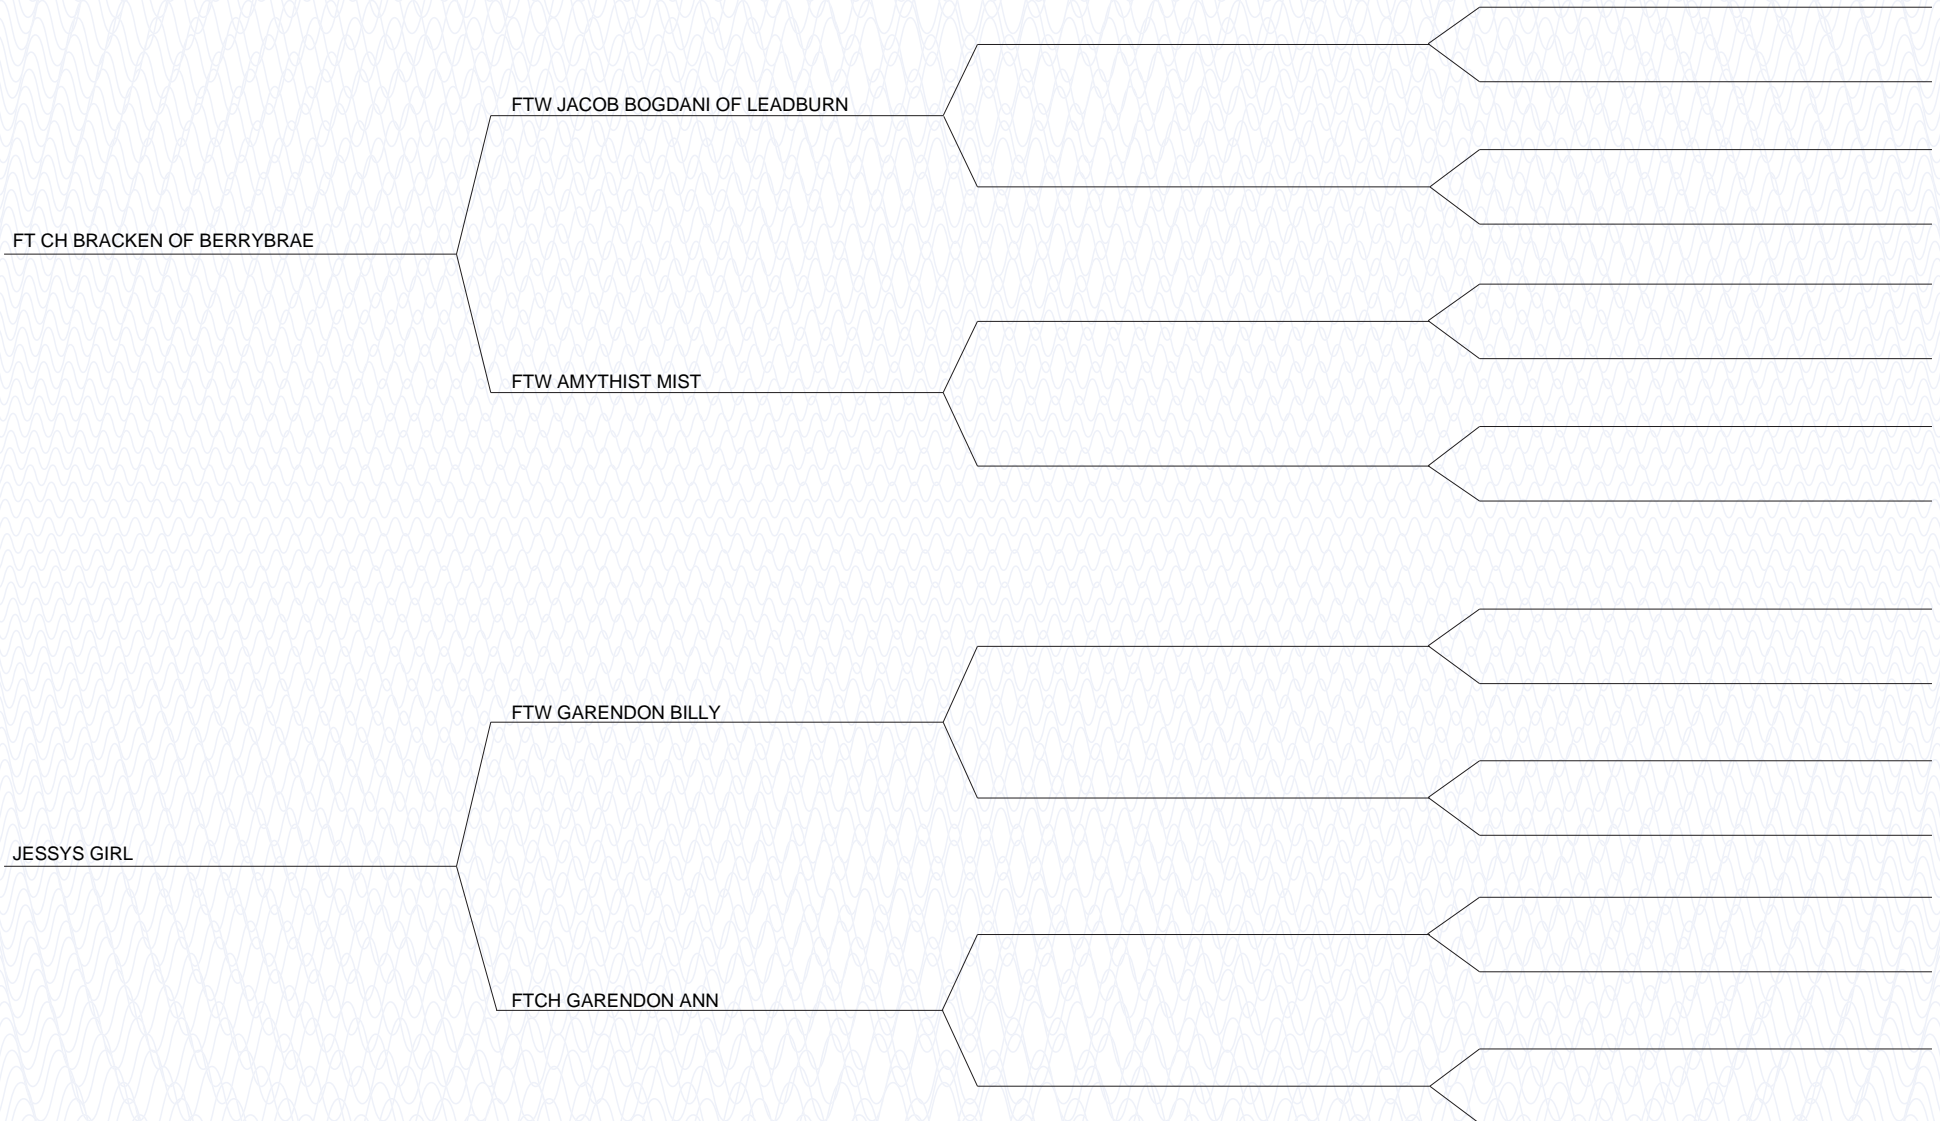 FTW JACOB BOGDANI OF LEADBURN
FT CH BRACKEN OF BERRYBRAE
FTW AMYTHIST MIST
FTW GARENDON BILLY
JESSYS GIRL
FTCH GARENDON ANN